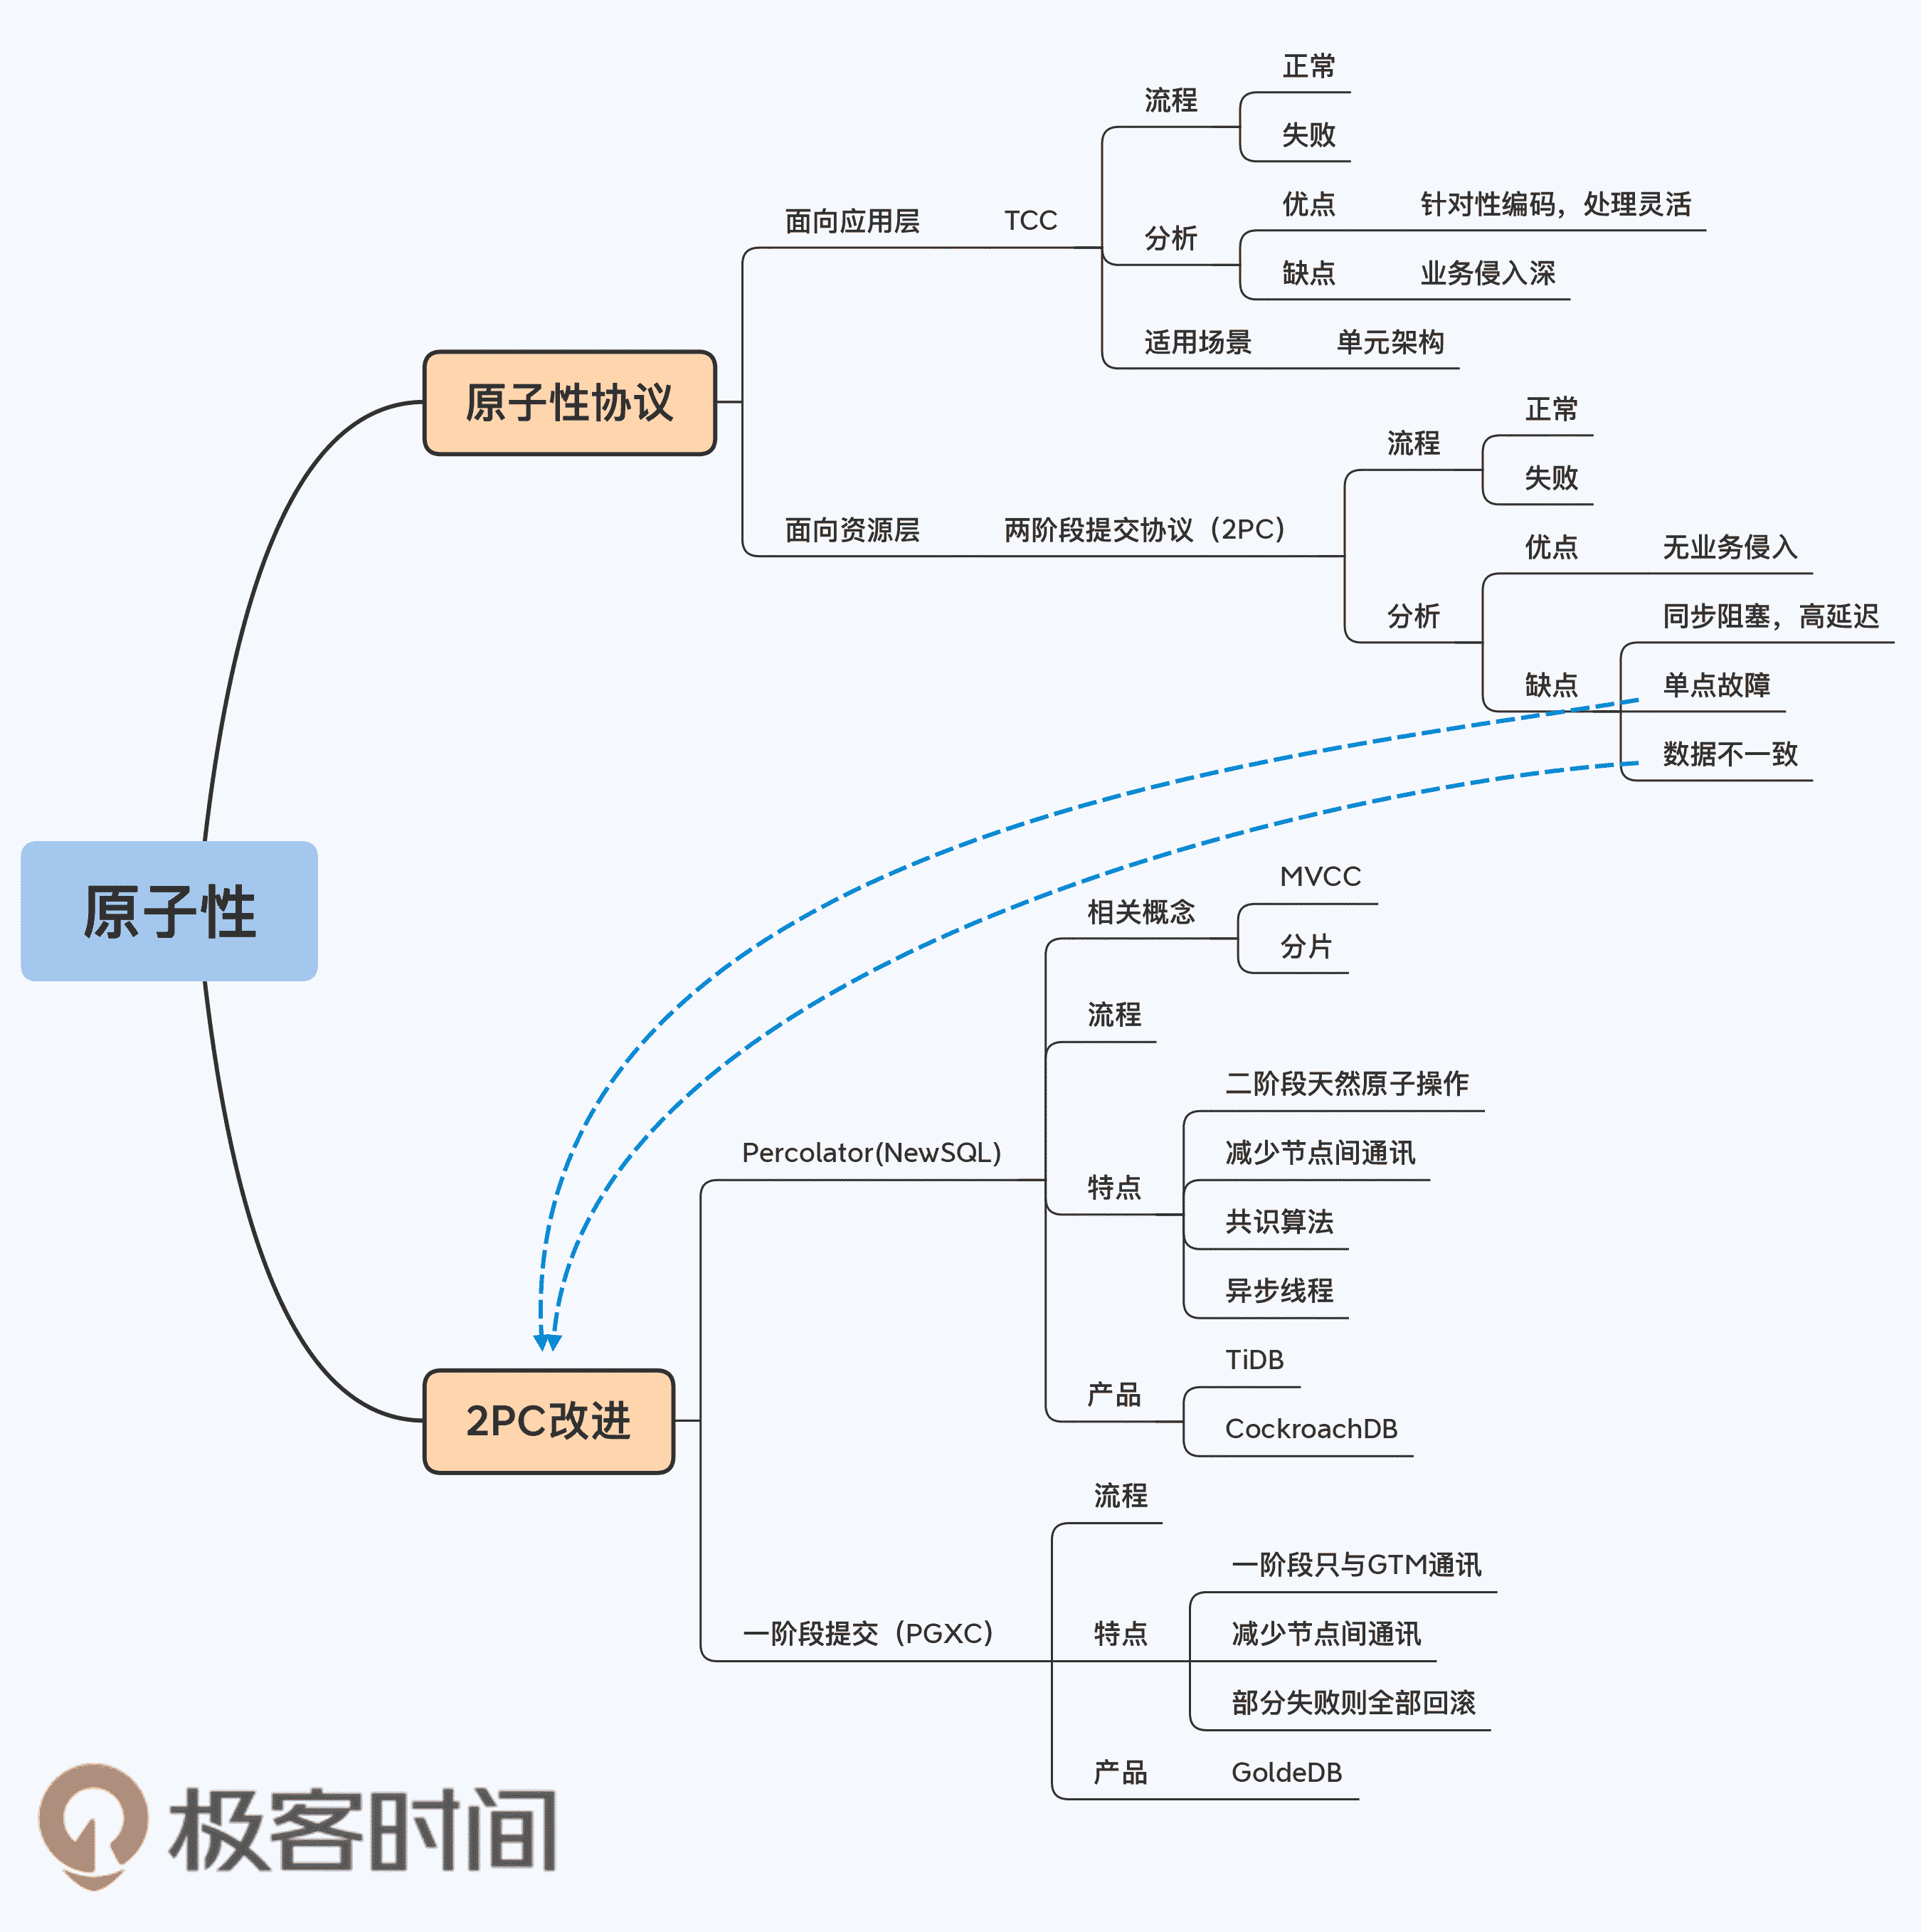 原子性
原子性协议
面向应用层
TCC
流程
正常
失败
分析
优点
针对性编码，处理灵活
缺点
业务侵入深
适用场景
单元架构
面向资源层
两阶段提交协议（2PC）
流程
正常
失败
分析
优点
无业务侵入
缺点
同步阻塞，高延迟
单点故障
数据不一致
2PC改进
Percolator(NewSQL)
相关概念
MVCC
分片
流程
特点
二阶段天然原子操作
减少节点间通讯
共识算法
异步线程
产品
TiDB
CockroachDB
一阶段提交（PGXC）
流程
特点
一阶段只与GTM通讯
减少节点间通讯
部分失败则全部回滚
产品
GoldeDB
极客时间